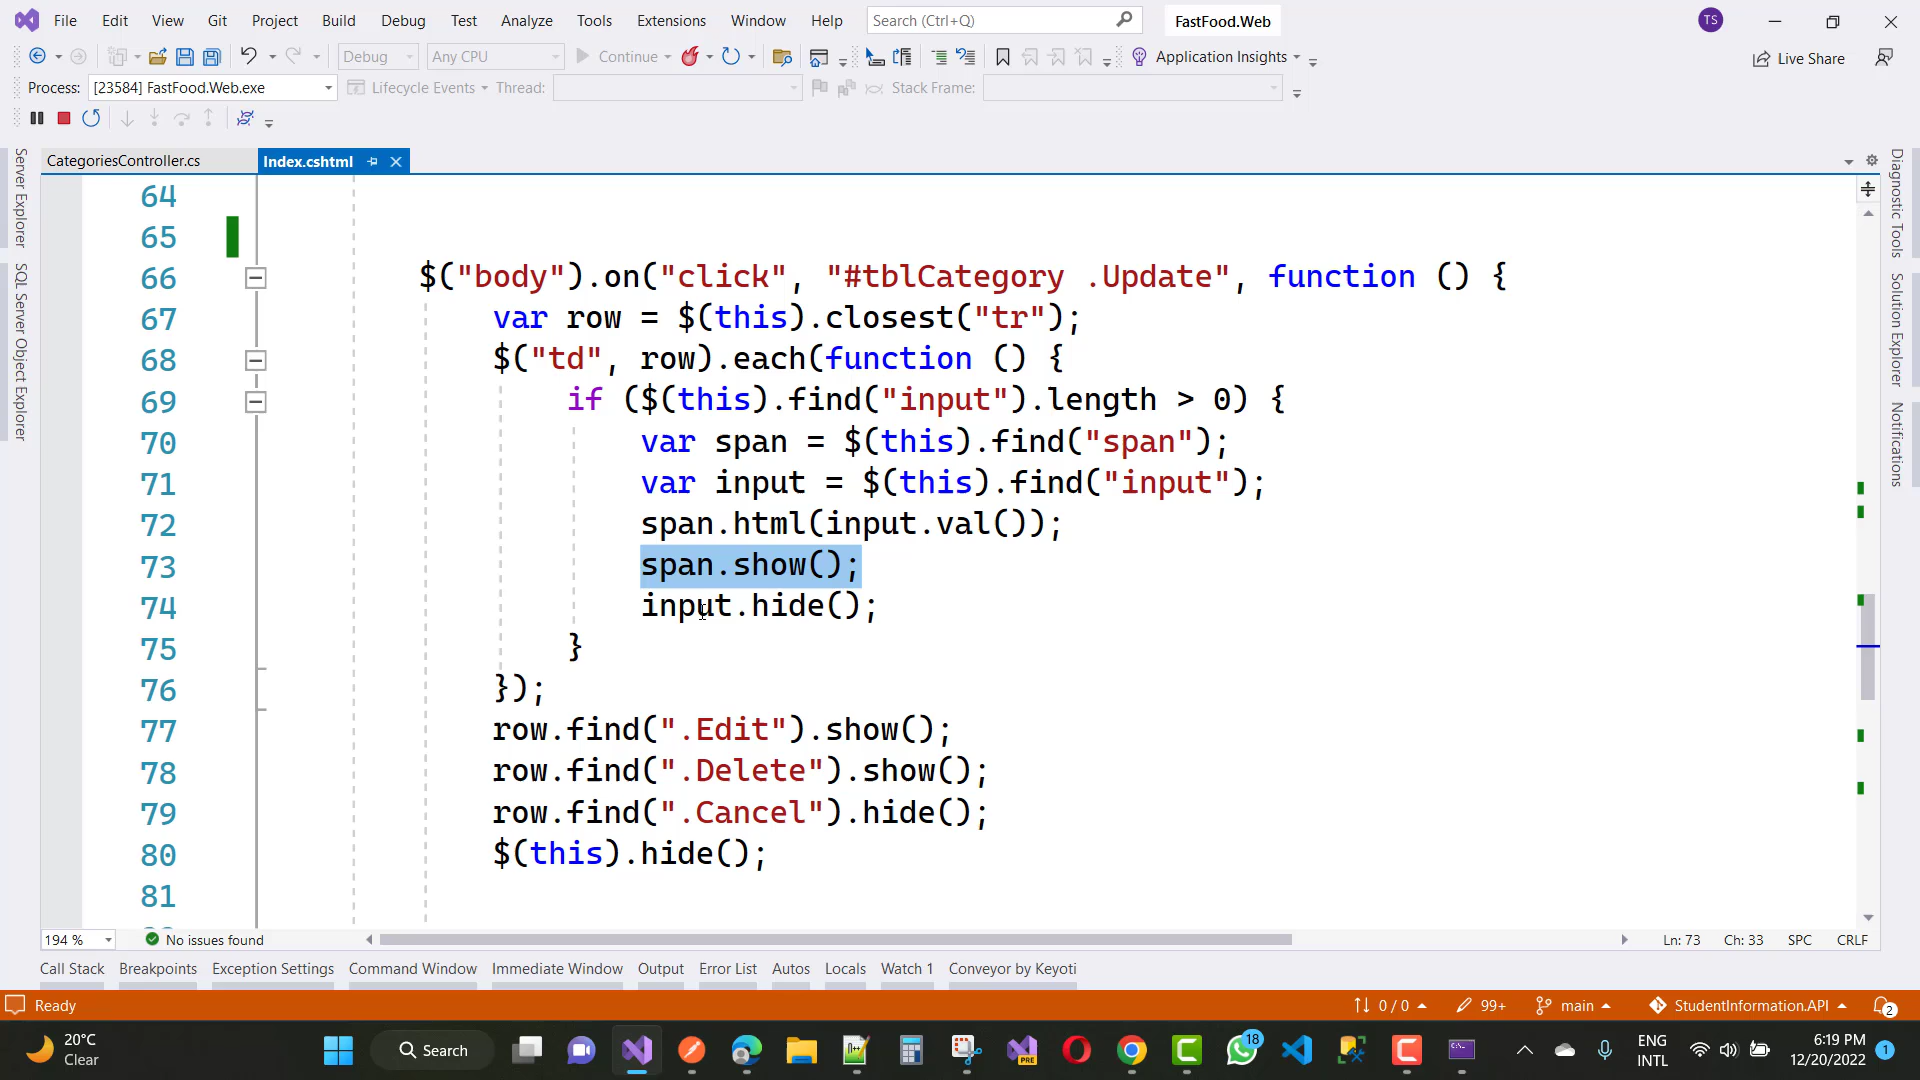 File Edit View Git Project Build Debug Test Analyze Tools Extensions Window Help Search (Ctrl+Q) FastFood.Web TS
Debug Any CPU Continue Application Insights Live Share
Process: [23584] FastFood.Web.exe Lifecycle Events Thread: Stack Frame:
CategoriesController.cs Index.cshtml
Server Explorer
SQL Server Object Explorer
Diagnostic Tools
Solution Explorer
Notifications
64
65
66 $("body").on("click", "#tblCategory .Update", function () {
67 var row = $(this).closest("tr");
68 $("td", row).each(function () {
69 if ($(this).find("input").length > 0) {
70 var span = $(this).find("span");
71 var input = $(this).find("input");
72 span.html(input.val());
73 span.show();
74 input.hide();
75 }
76 });
77 row.find(".Edit").show();
78 row.find(".Delete").show();
79 row.find(".Cancel").hide();
80 $(this).hide();
81
194 % No issues found Ln: 73 Ch: 33 SPC CRLF
Call Stack Breakpoints Exception Settings Command Window Immediate Window Output Error List Autos Locals Watch 1 Conveyor by Keyoti
Ready 0 / 0 99+ main StudentInformation.API 2
20°C
Clear
Search
PRE
18
ENG
INTL
6:19 PM
12/20/2022
1